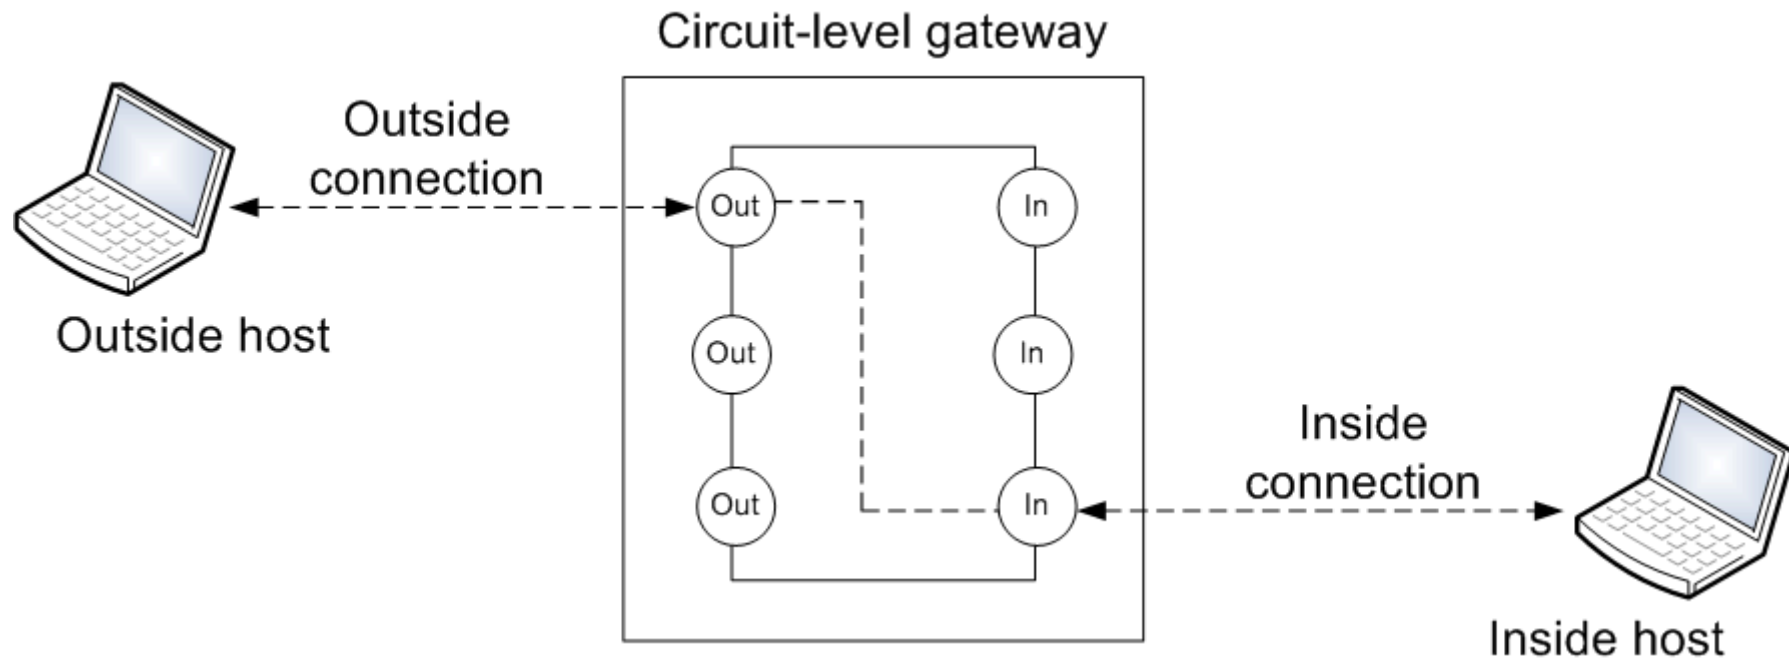 Circuit-level gateway
Outside
connection
Out
In
Outside host
Out
In
Inside
connection
Out
In
Inside host